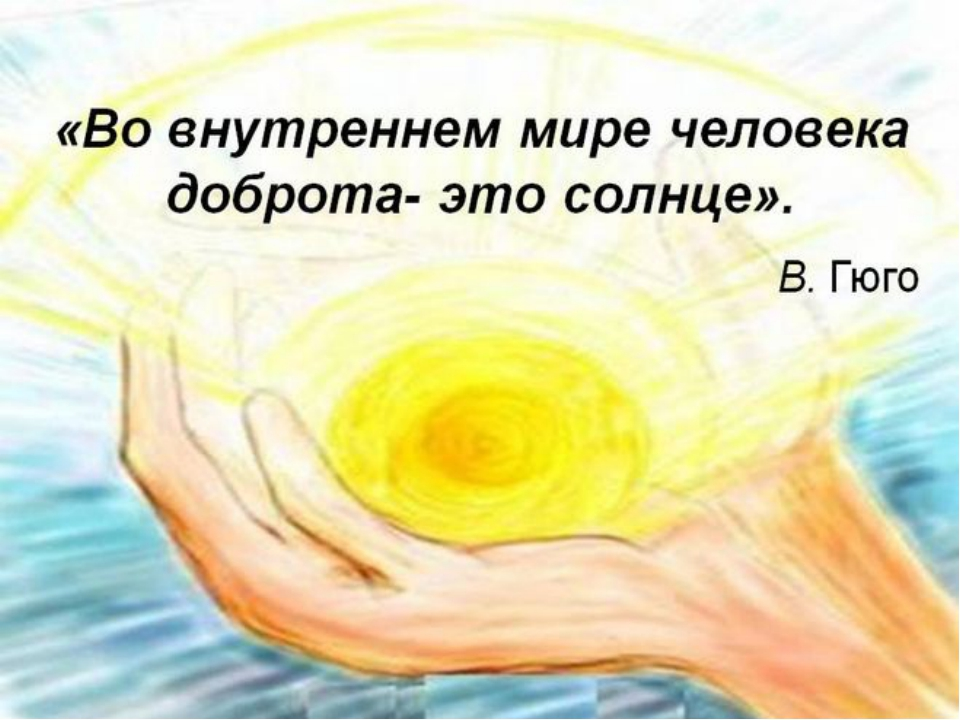 «Во внутреннем мире человека
доброта- это солнце».
В. Гюго